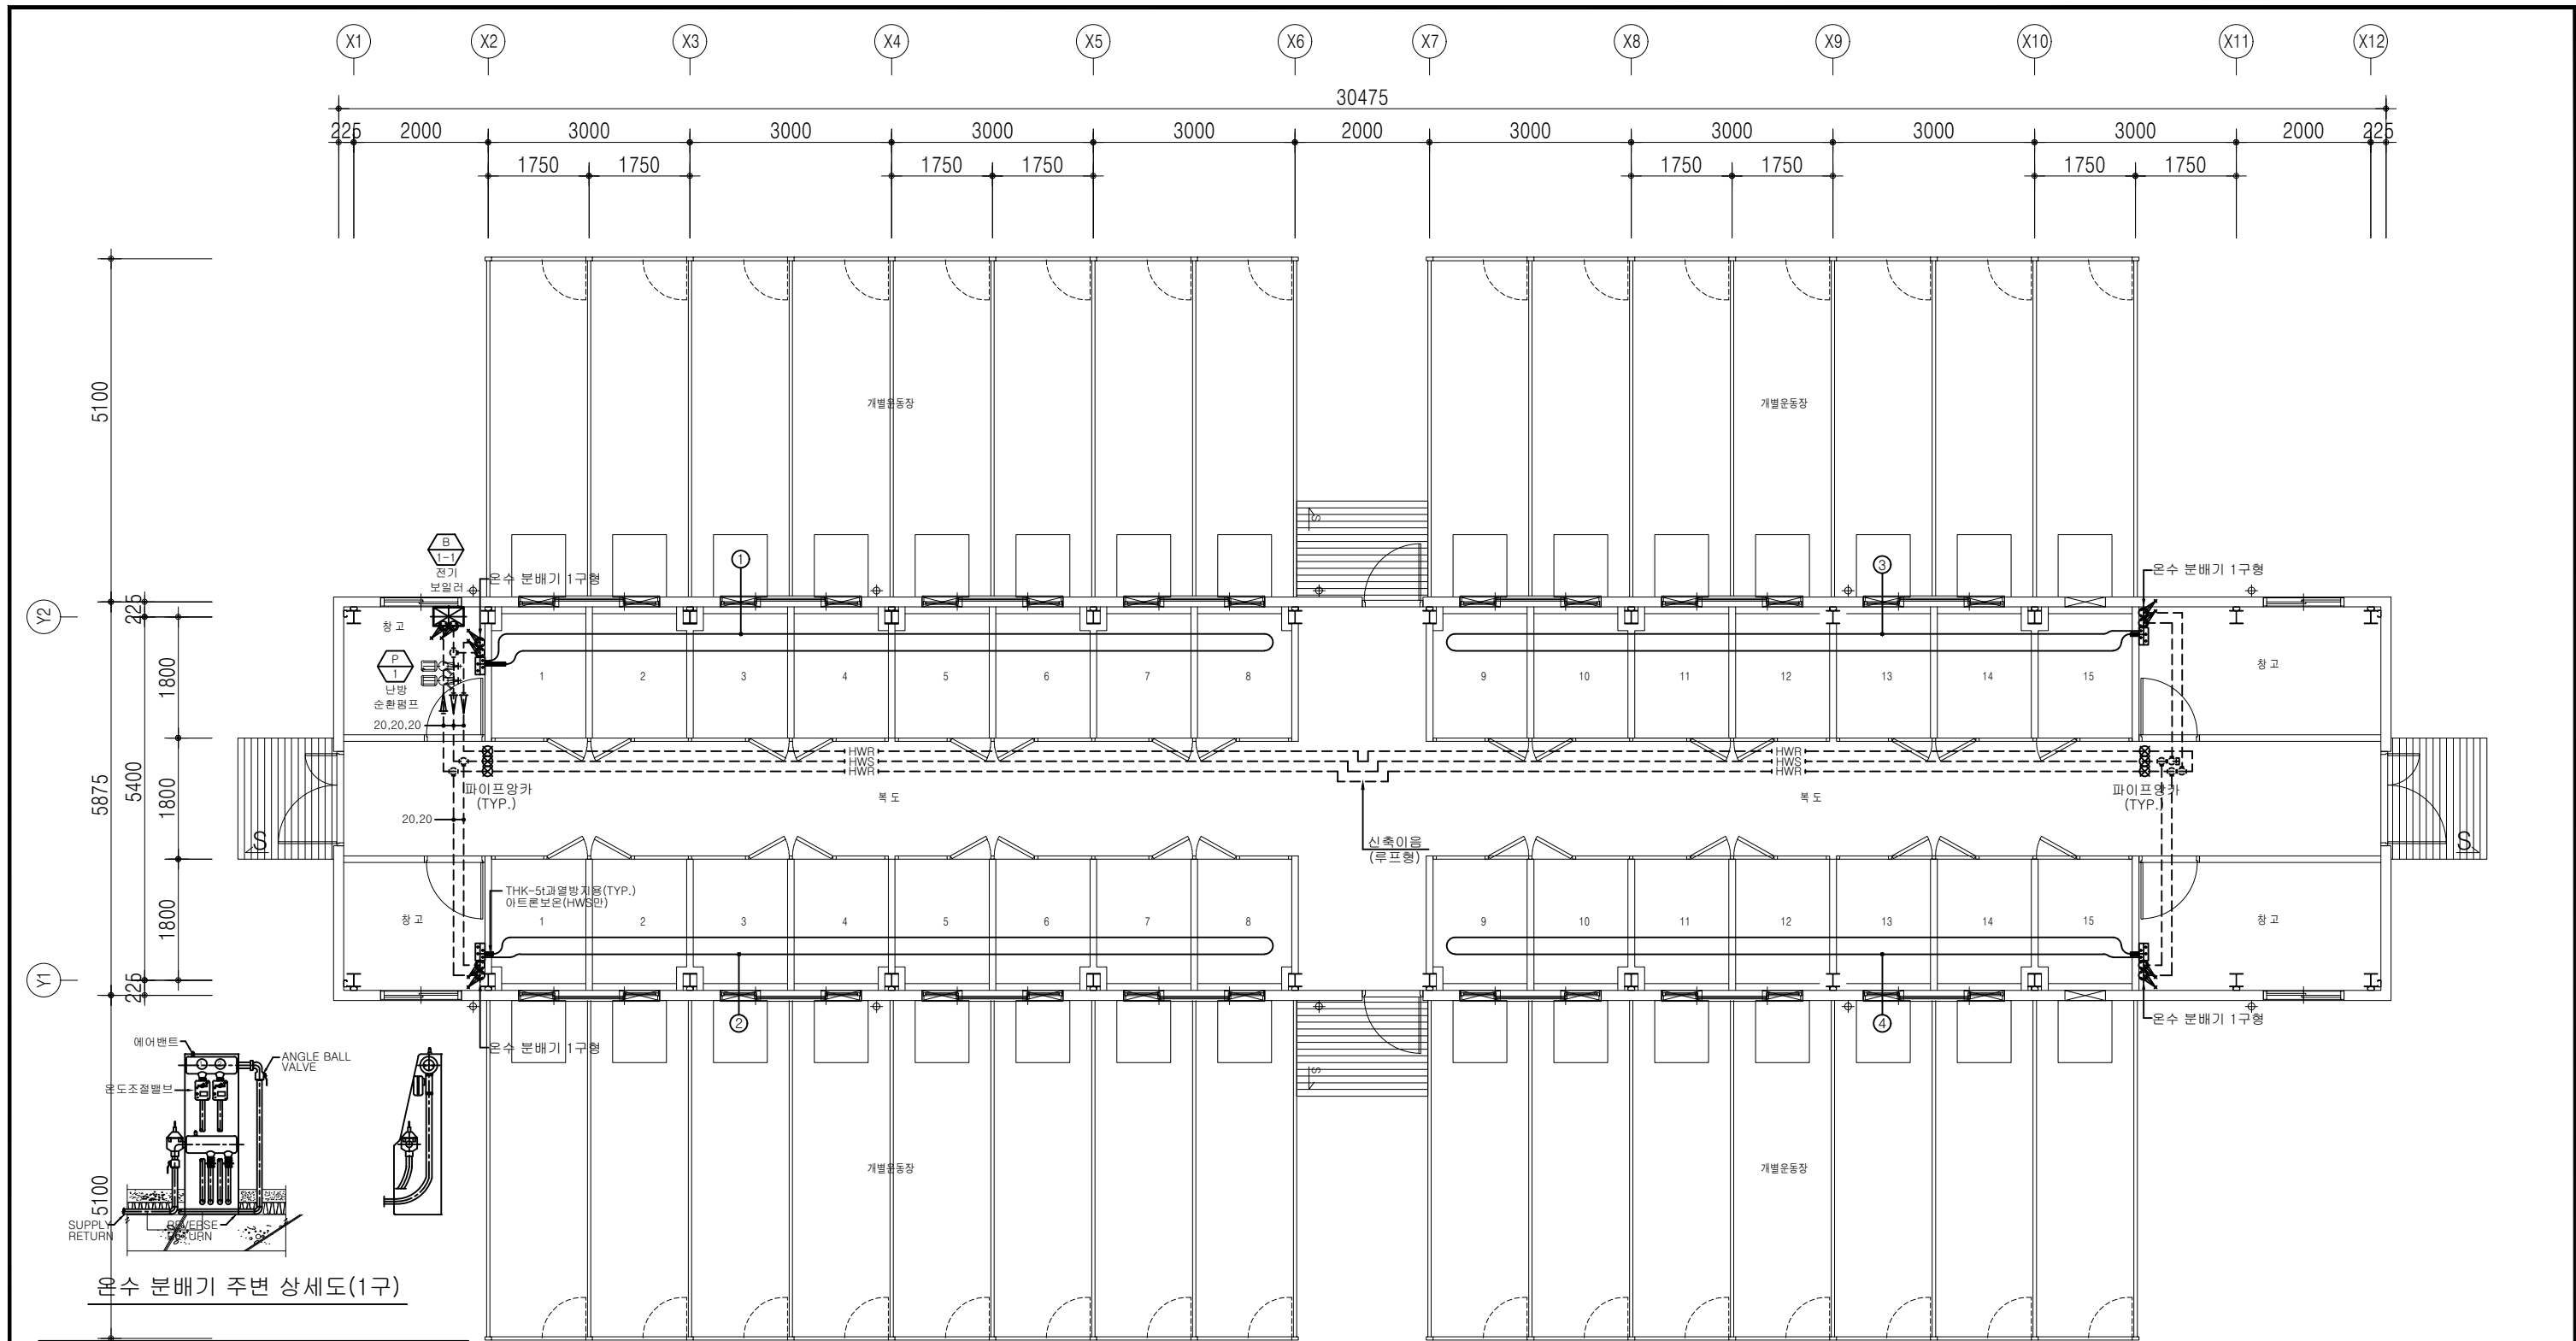 X1 X2 X3 X4 X5 X6 X7 X8 X9 X10 X11 X12
30475
225 2000 3000 3000 3000 3000 2000 3000 3000 3000 3000 2000 225
1750 1750 1750 1750 1750 1750 1750 1750
5100
개별운동장 개별운동장
S
B
1-1
전기
보일러
온수 분배기 1구형
①
③
온수 분배기 1구형
Y2
225
창고
P
1
난방
순환펌프
20,20,20
1 2 3 4 5 6 7 8 9 10 11 12 13 14 15
창고
1800
HWR HWR
HWS HWS
HWR HWR
파이프앙카
(TYP.)
복도 복도
파이프앙카
(TYP.)
5875
5400
1800
20,20
신축이음
(루프형)
S S
THK-5t과열방지용(TYP.)
아트론보온(HWS만)
창고
1 2 3 4 5 6 7 8 9 10 11 12 13 14 15
창고
1800
Y1
225
②
④
온수 분배기 1구형
온수 분배기 1구형
S
에어밴트
ANGLE BALL
VALVE
온도조절밸브
개별운동장 개별운동장
5100
SUPPLY
RETURN
REVERSE
RETURN
온수 분배기 주변 상세도(1구)